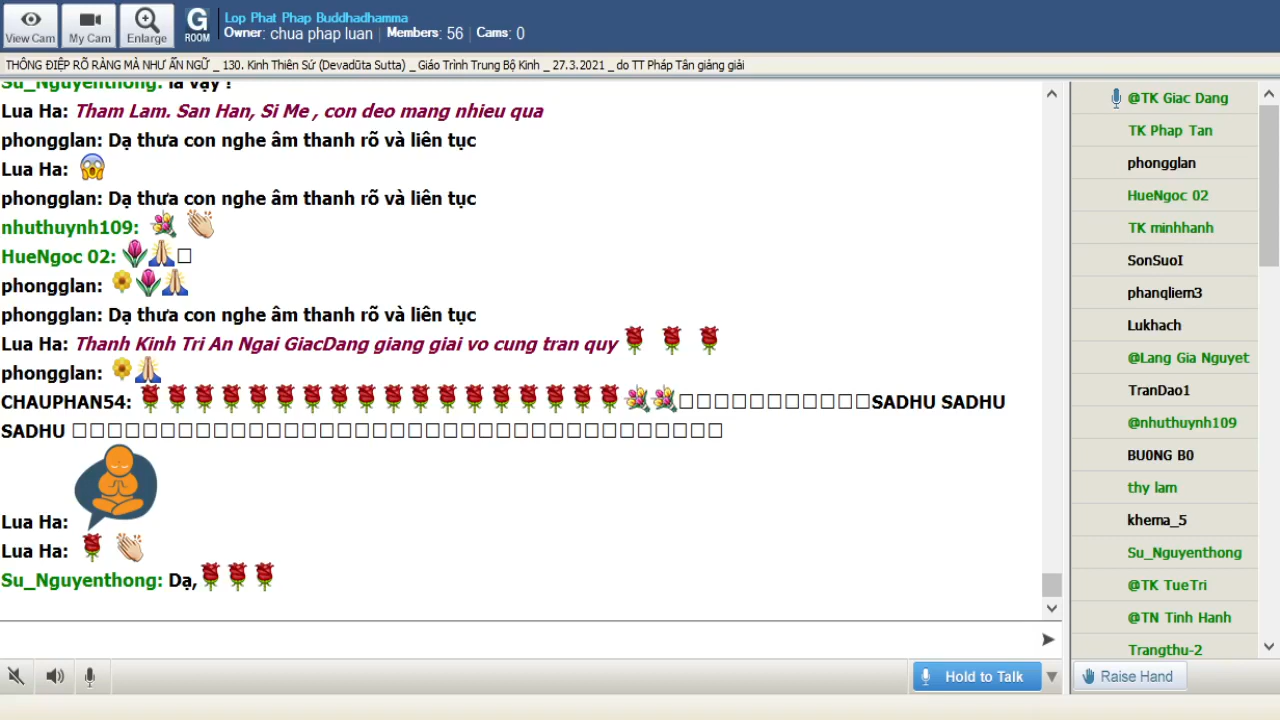 View Cam
My Cam
Enlarge
G
ROOM
Lop Phat Phap Buddhadhamma
Owner: chua phap luan | Members: 56 | Cams: 0
THÔNG ĐIỆP RÕ RÀNG MÀ NHƯ ẨN NGỮ _ 130. Kinh Thiên Sứ (Devadūta Sutta) _ Giáo Trình Trung Bộ Kinh _ 27.3.2021 _ do TT Pháp Tân giảng giải
Su_Nguyenthong: là vậy !
Lua Ha: Tham Lam. San Han, Si Me , con deo mang nhieu qua
phongglan: Dạ thưa con nghe âm thanh rõ và liên tục
Lua Ha:
phongglan: Dạ thưa con nghe âm thanh rõ và liên tục
nhuthuynh109:
HueNgoc 02:
phongglan:
phongglan: Dạ thưa con nghe âm thanh rõ và liên tục
Lua Ha: Thanh Kinh Tri An Ngai GiacDang giang giai vo cung tran quy
phongglan:
CHAUPHAN54: SADHU SADHU
SADHU
Lua Ha:
Lua Ha:
Su_Nguyenthong: Dạ,
Hold to Talk
@TK Giac Dang
TK Phap Tan
phongglan
HueNgoc 02
TK minhhanh
SonSuoI
phanqliem3
Lukhach
@Lang Gia Nguyet
TranDao1
@nhuthuynh109
BU0NG B0
thy lam
khema_5
Su_Nguyenthong
@TK TueTri
@TN Tinh Hanh
Trangthu-2
Raise Hand